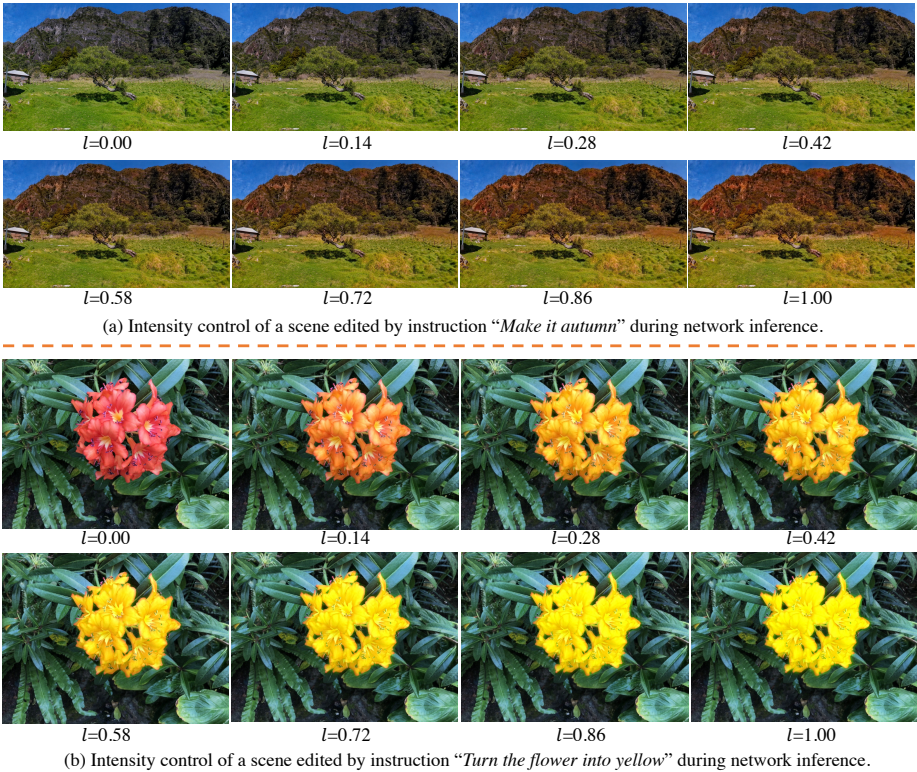 l=0.00 l=0.14 l=0.28 l=0.42
l=0.58 l=0.72 l=0.86 l=1.00
(a) Intensity control of a scene edited by instruction “Make it autumn” during network inference.
l=0.00 l=0.14 l=0.28 l=0.42
l=0.58 l=0.72 l=0.86 l=1.00
(b) Intensity control of a scene edited by instruction “Turn the flower into yellow” during network inference.